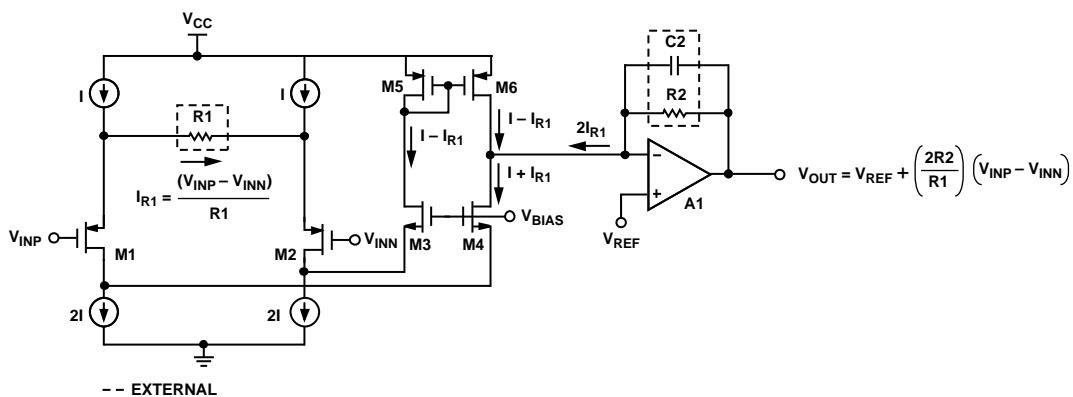 VCC
C2
R2
M5
M6
I
I
R1
I – IR1
I – IR1
2IR1
I + IR1
IR1 = (VINP – VINN) / R1
–
+
A1
VOUT = VREF + (2R2 / R1) (VINP – VINN)
VREF
VBIAS
VINP
M1
M2
VINN
M3
M4
2I
2I
– – EXTERNAL